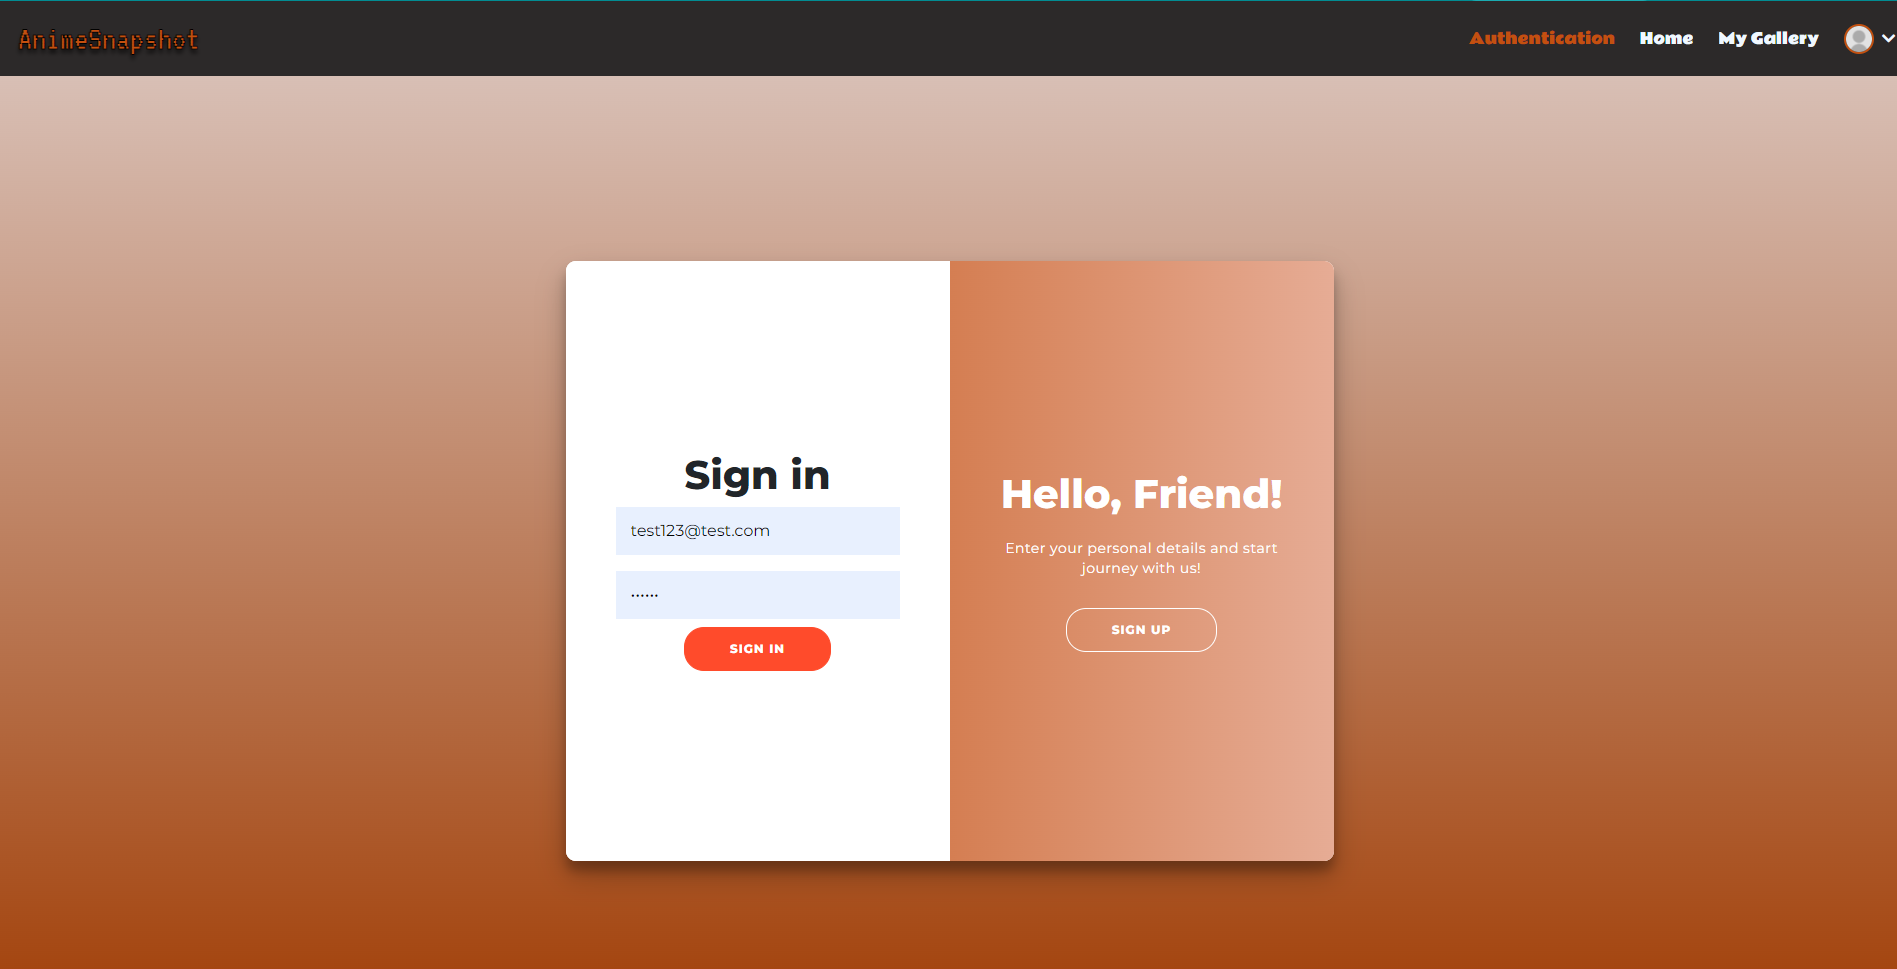 AnimeSnapshot
Authentication Home My Gallery
Sign in
test123@test.com
••••••
SIGN IN
Hello, Friend!
Enter your personal details and start
journey with us!
SIGN UP